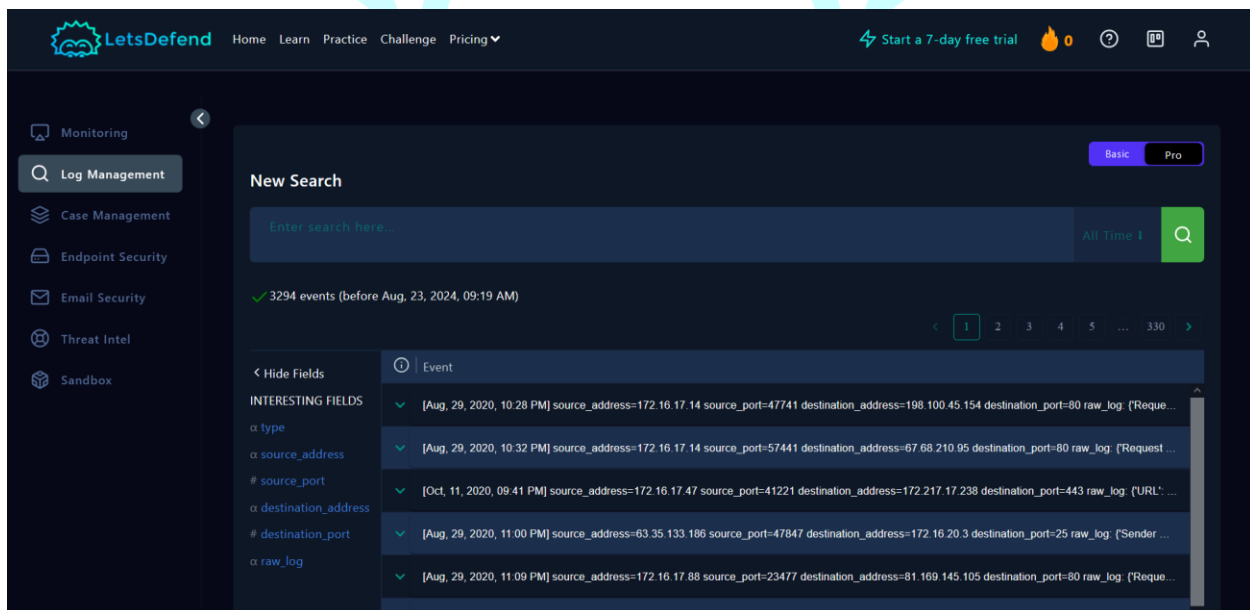 LetsDefend Home Learn Practice Challenge Pricing Start a 7-day free trial 0
Monitoring
Log Management
Case Management
Endpoint Security
Email Security
Threat Intel
Sandbox
Basic Pro
New Search
Enter search here...
All Time
3294 events (before Aug, 23, 2024, 09:19 AM)
< 1 2 3 4 5 ... 330 >
Hide Fields
INTERESTING FIELDS
α type
α source_address
# source_port
α destination_address
# destination_port
α raw_log
Event
[Aug, 29, 2020, 10:28 PM] source_address=172.16.17.14 source_port=47741 destination_address=198.100.45.154 destination_port=80 raw_log: {'Reque...
[Aug, 29, 2020, 10:32 PM] source_address=172.16.17.14 source_port=57441 destination_address=67.68.210.95 destination_port=80 raw_log: {'Request ...
[Oct, 11, 2020, 09:41 PM] source_address=172.16.17.47 source_port=41221 destination_address=172.217.17.238 destination_port=443 raw_log: {'URL': ...
[Aug, 29, 2020, 11:00 PM] source_address=63.35.133.186 source_port=47847 destination_address=172.16.20.3 destination_port=25 raw_log: {'Sender ...
[Aug, 29, 2020, 11:09 PM] source_address=172.16.17.88 source_port=23477 destination_address=81.169.145.105 destination_port=80 raw_log: {'Reque...